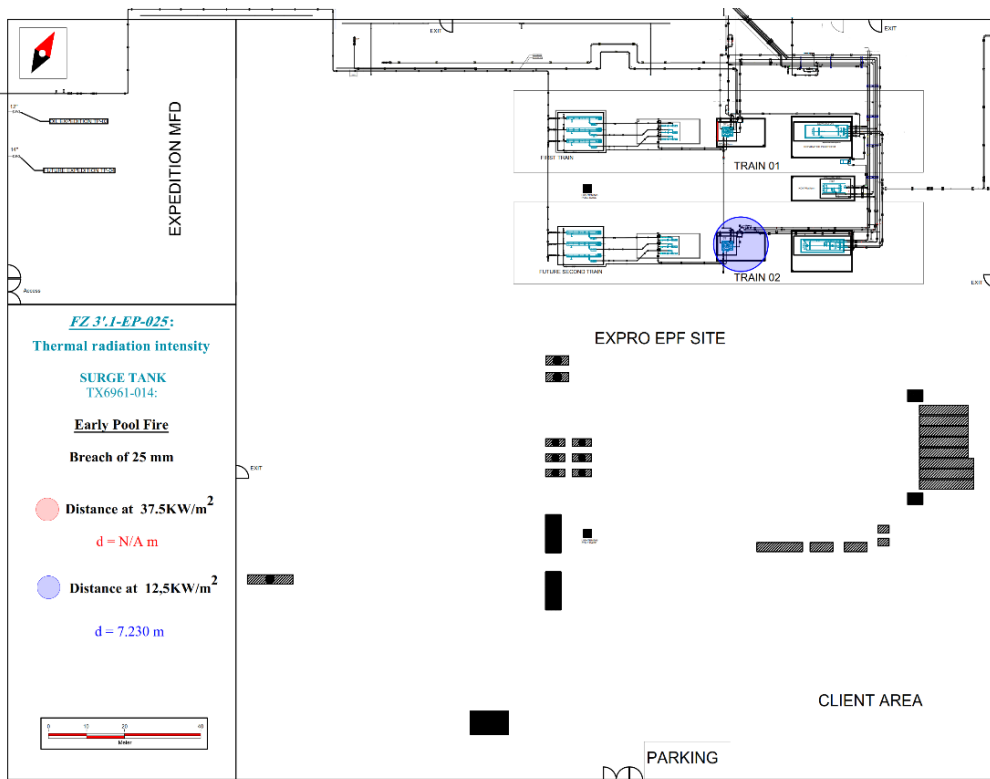 EXIT
EXIT
12"
EXPEDITION MFD
16"
FIRST TRAIN
TRAIN 01
FUTURE SECOND TRAIN
TRAIN 02
EXIT
Access
FZ 3'.1-EP-025:
Thermal radiation intensity
SURGE TANK
TX6961-014:
Early Pool Fire
Breach of 25 mm
Distance at 37.5KW/m²
d = N/A m
Distance at 12,5KW/m²
d = 7.230 m
EXPRO EPF SITE
EXIT
CLIENT AREA
PARKING
0 10 20 40
Meter